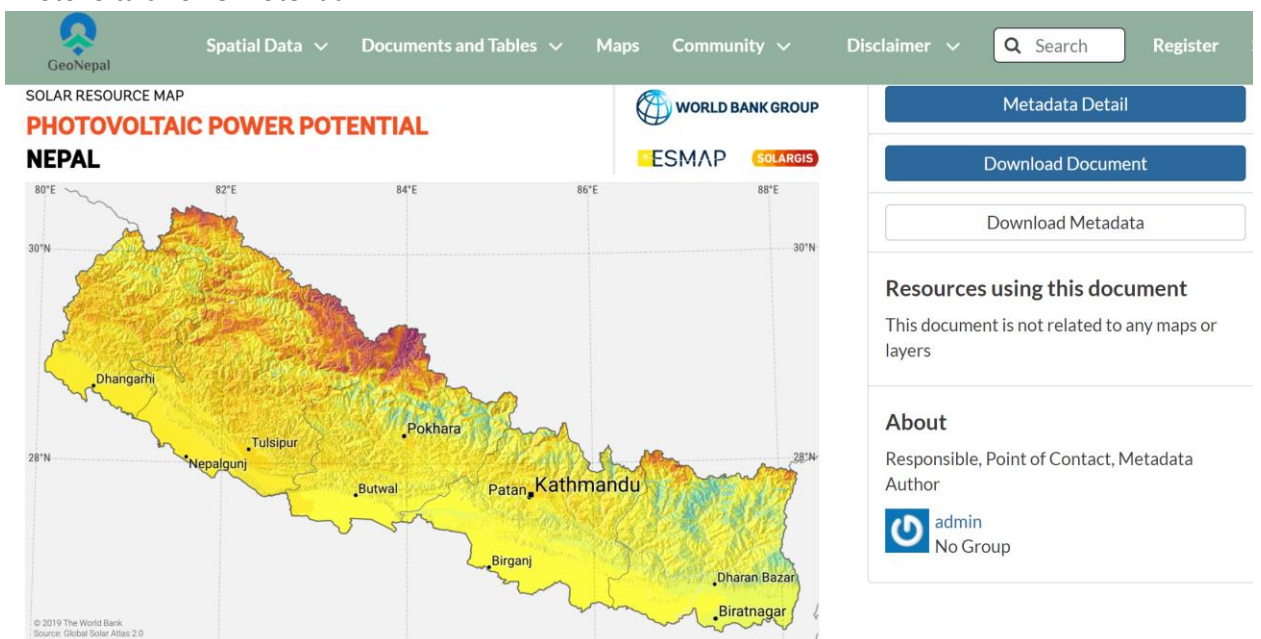 GeoNepal
Spatial Data
Documents and Tables
Maps
Community
Disclaimer
Search
Register
SOLAR RESOURCE MAP
PHOTOVOLTAIC POWER POTENTIAL
NEPAL
WORLD BANK GROUP
ESMAP
SOLARGIS
80°E 82°E 84°E 86°E 88°E
30°N 30°N
Dhangarhi
Tulsipur
Pokhara
28°N 28°N
Nepalgunj
Butwal
Patan Kathmandu
Birganj
Dharan Bazar
Biratnagar
© 2019 The World Bank
Source: Global Solar Atlas 2.0
Metadata Detail
Download Document
Download Metadata
Resources using this document
This document is not related to any maps or
layers
About
Responsible, Point of Contact, Metadata
Author
admin
No Group